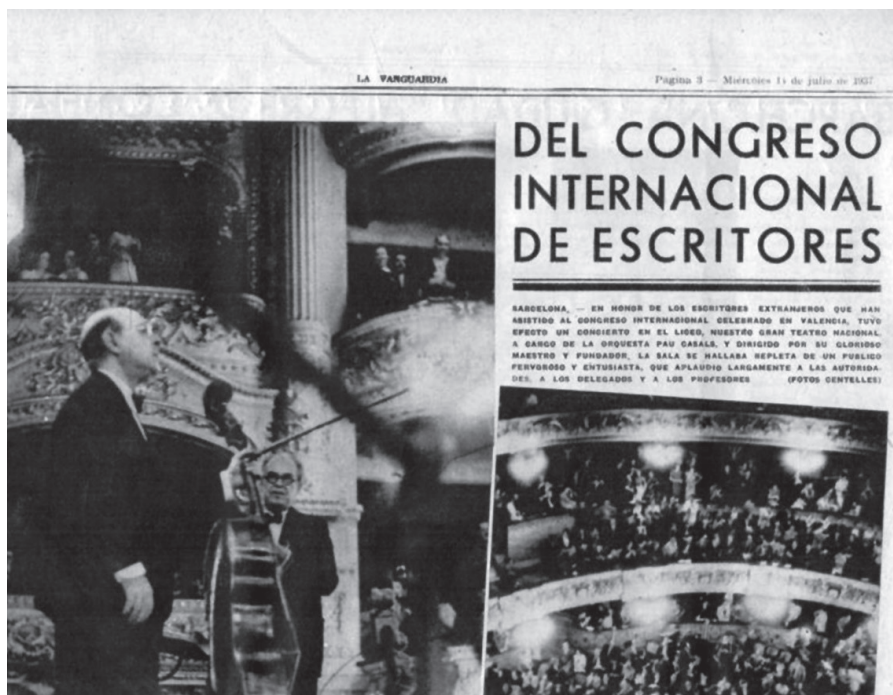 LA VANGUARDIA
Página 3 — Miércoles 14 de julio de 1937
DEL CONGRESO
INTERNACIONAL
DE ESCRITORES
BARCELONA. — EN HONOR DE LOS ESCRITORES EXTRANJEROS QUE HAN
ASISTIDO AL CONGRESO INTERNACIONAL CELEBRADO EN VALENCIA, TUVO
EFECTO UN CONCIERTO EN EL LICEO, NUESTRO GRAN TEATRO NACIONAL,
A CARGO DE LA ORQUESTA PAU CASALS, Y DIRIGIDO POR SU GLORIOSO
MAESTRO Y FUNDADOR. LA SALA SE HALLABA REPLETA DE UN PUBLICO
FERVOROSO Y ENTUSIASTA, QUE APLAUDIO LARGAMENTE A LAS AUTORIDA-
DES, A LOS DELEGADOS Y A LOS PROFESORES (FOTOS CENTELLES)